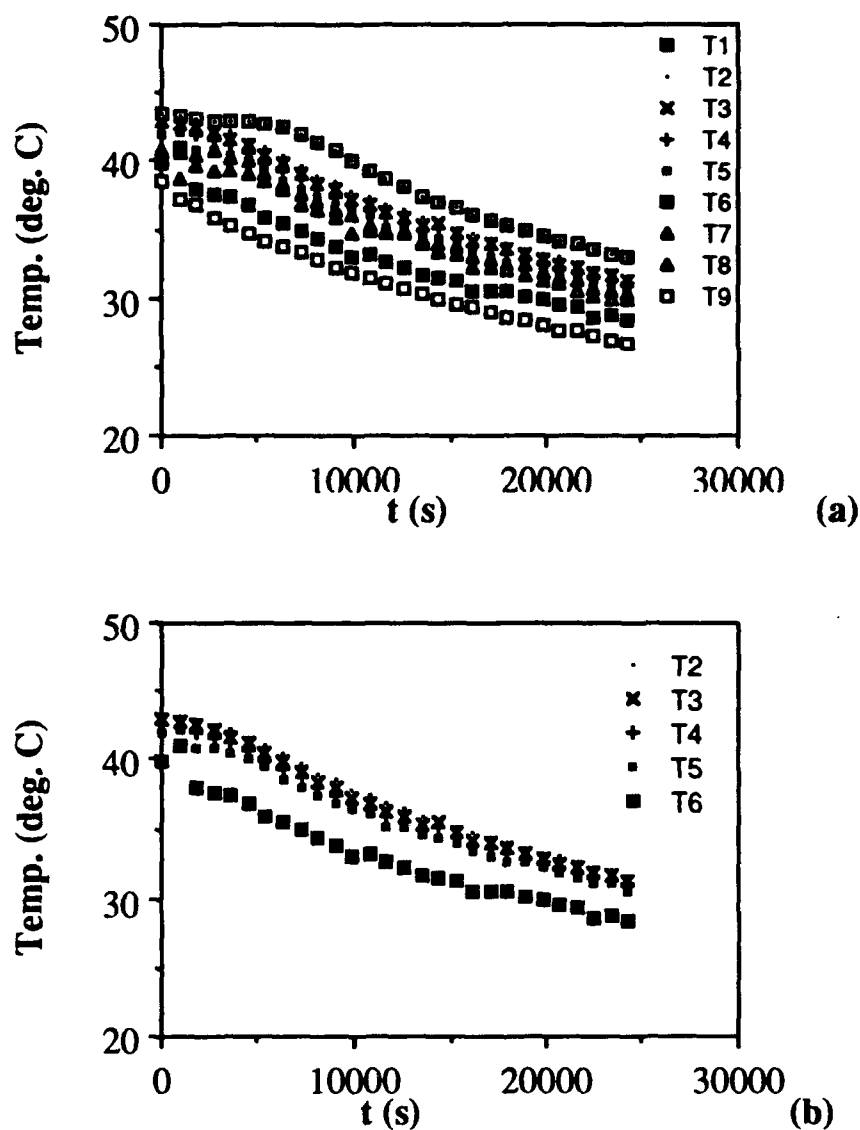 50
40
30
20
Temp. (deg. C)
0
10000
20000
30000
t (s)
(a)
T1
T2
T3
T4
T5
T6
T7
T8
T9
50
40
30
20
Temp. (deg. C)
0
10000
20000
30000
t (s)
(b)
T2
T3
T4
T5
T6